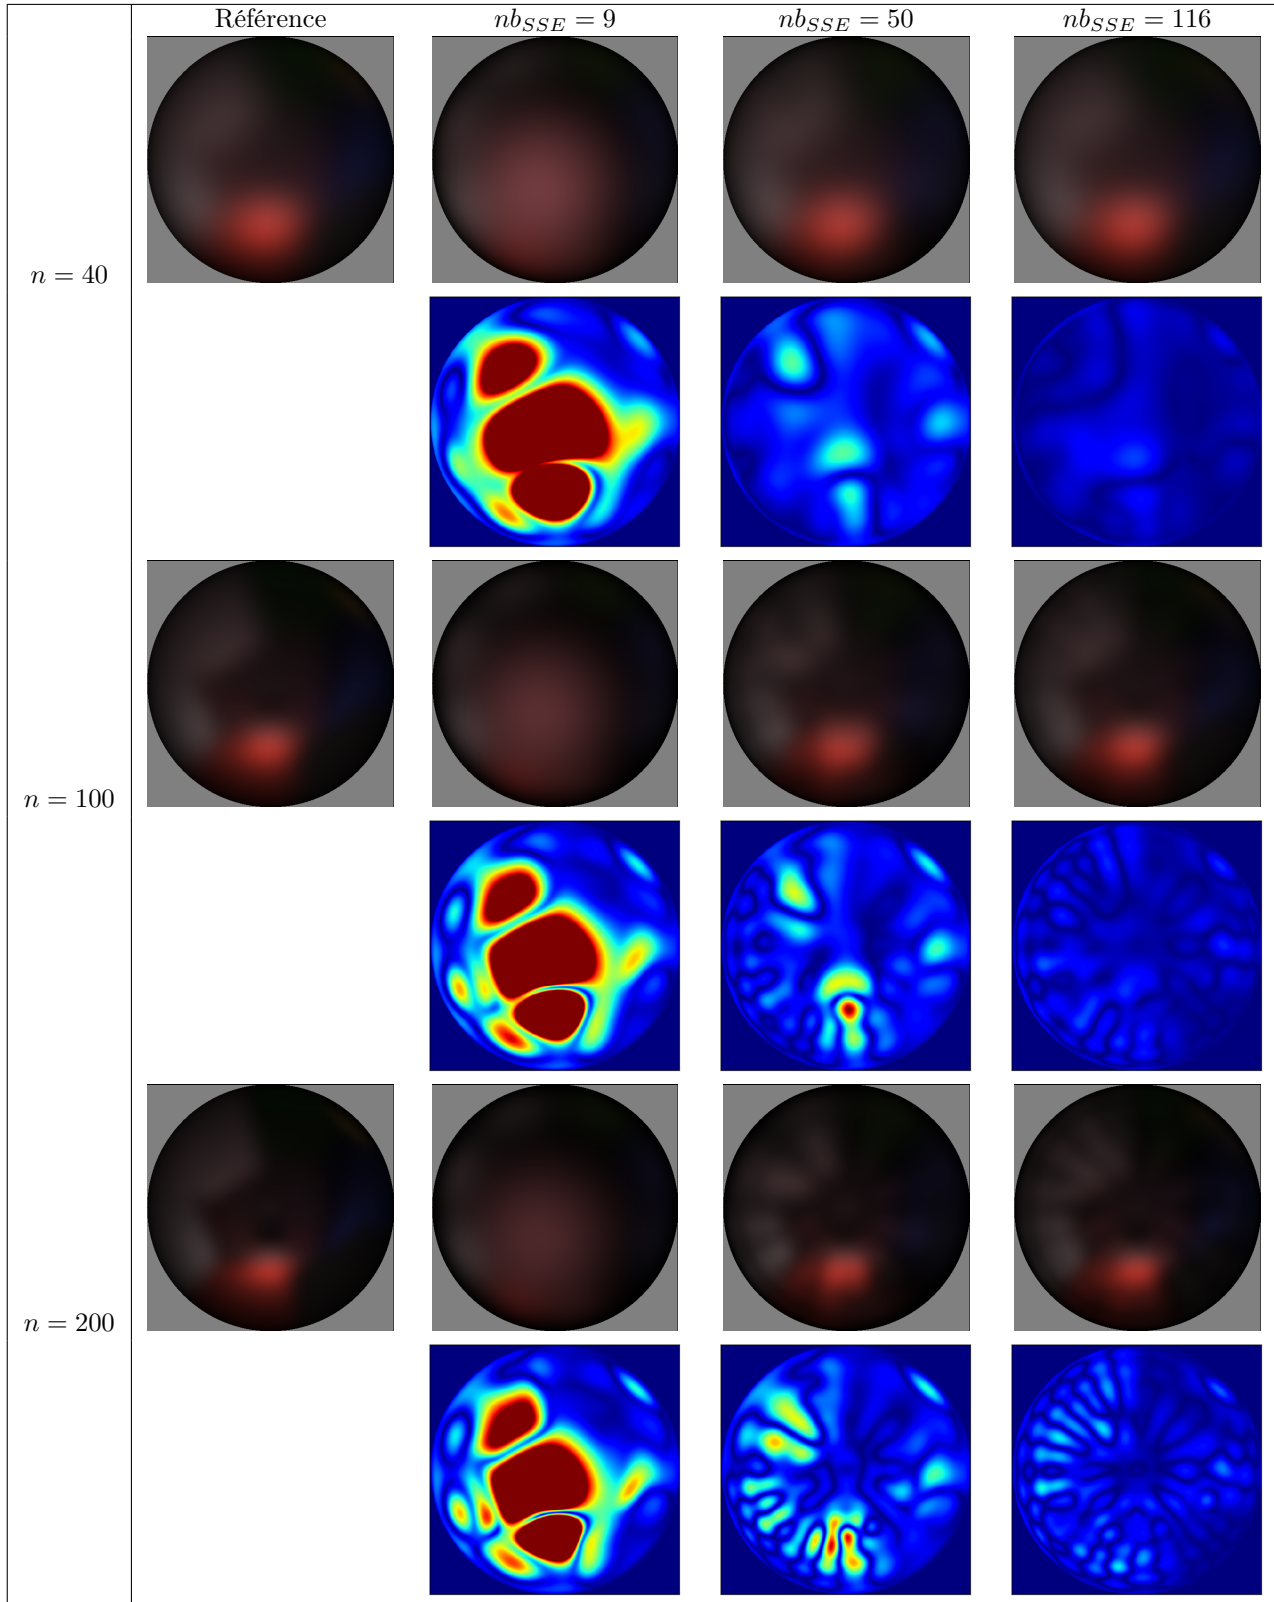 Référence nb_{SSE} = 9 nb_{SSE} = 50 nb_{SSE} = 116
n = 40
n = 100
n = 200